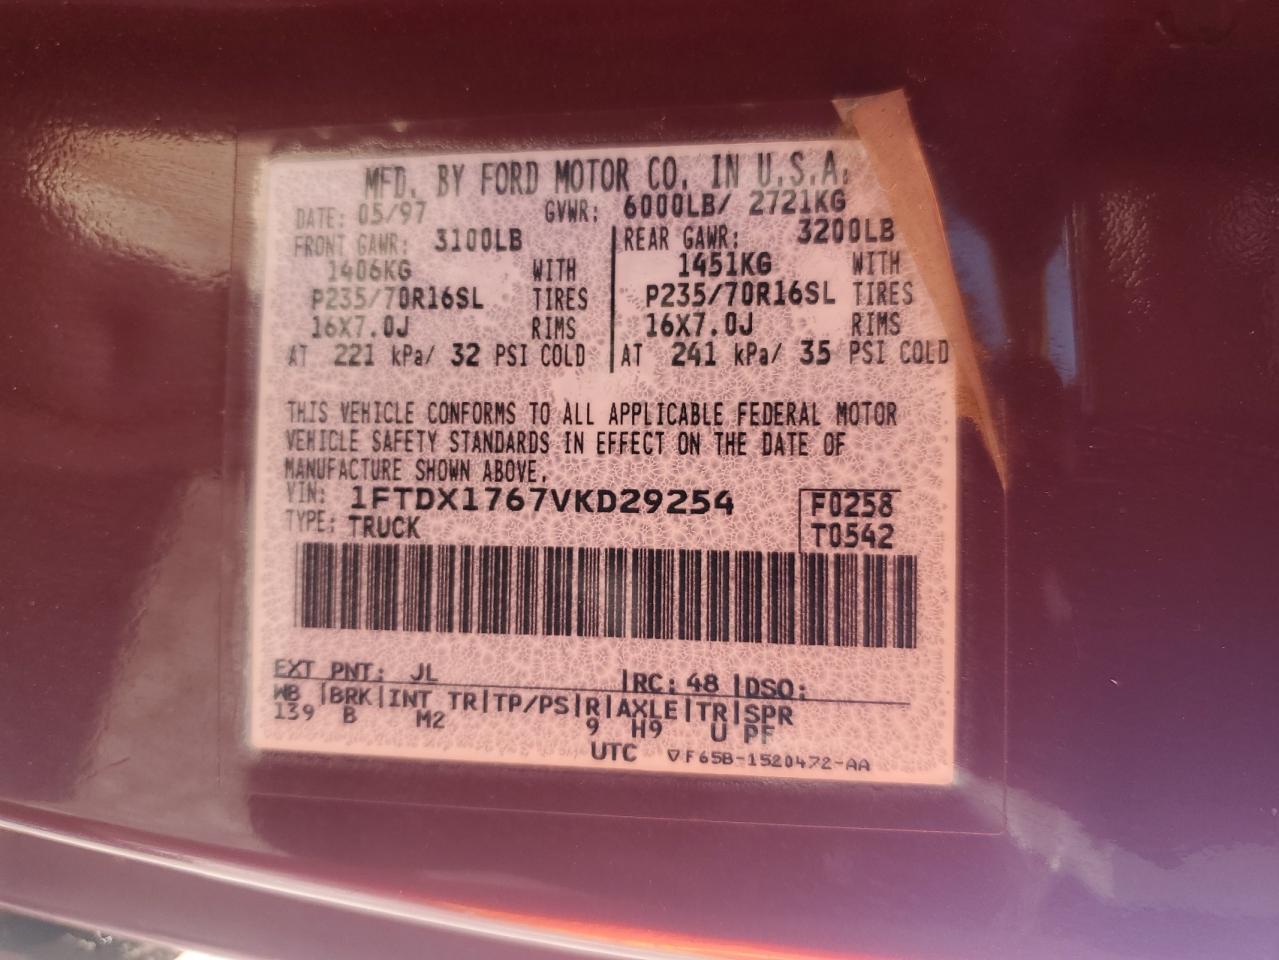 MFD. BY FORD MOTOR CO. IN U.S.A.
DATE: 05/97 GVWR: 6000LB/ 2721KG
FRONT GAWR: 3100LB REAR GAWR: 3200LB
1406KG WITH 1451KG WITH
P235/70R16SL TIRES P235/70R16SL TIRES
16X7.0J RIMS 16X7.0J RIMS
AT 221 kPa/ 32 PSI COLD AT 241 kPa/ 35 PSI COLD
THIS VEHICLE CONFORMS TO ALL APPLICABLE FEDERAL MOTOR
VEHICLE SAFETY STANDARDS IN EFFECT ON THE DATE OF
MANUFACTURE SHOWN ABOVE.
VIN: 1FTDX1767VKD29254 F0258
TYPE: TRUCK T0542
EXT PNT: JL RC: 48 DSO:
WB BRK INT TR TP/PS R AXLE TR SPR
139 B M2 9 H9 U PF
UTC ▽F65B-1520472-AA